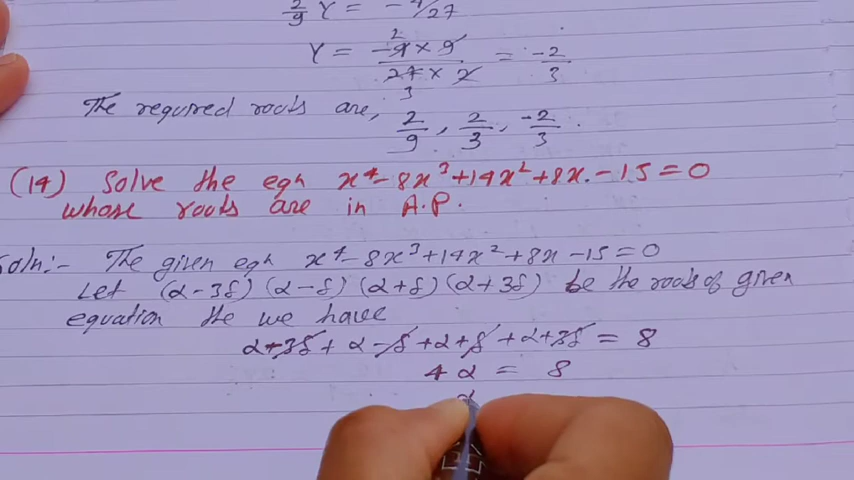 2/9 γ = -4/27
γ = -4 × 9 / 27 × 2 = -2/3
2
3
The required roots are, 2/9, 2/3, -2/3.
(14) Solve the eqn x⁴-8x³+14x²+8x.-15=0
whose roots are in A.P.
Soln:- The given eqn x⁴-8x³+14x²+8x-15=0
Let (α-3δ) (α-δ) (α+δ) (α+3δ) be the roots of given
equation the we have
α+3δ + α-δ+α+δ+α+3δ = 8
4α = 8
α